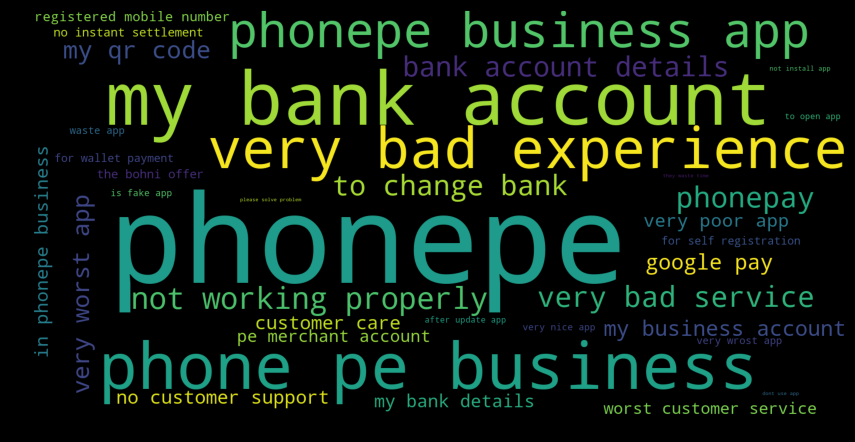 registered mobile number
no instant settlement
my qr code
phonepe business app
bank account details
not install app
my bank account
to open app
waste app
very bad experience
for wallet payment
the bohni offer
is fake app
to change bank
please solve problem
phonepe
phonepay
very poor app
for self registration
google pay
in phonepe business
very worst app
not working properly
very bad service
customer care
after update app
very nice app
my business account
pe merchant account
very wrost app
phone pe business
no customer support
my bank details
dont use app
worst customer service